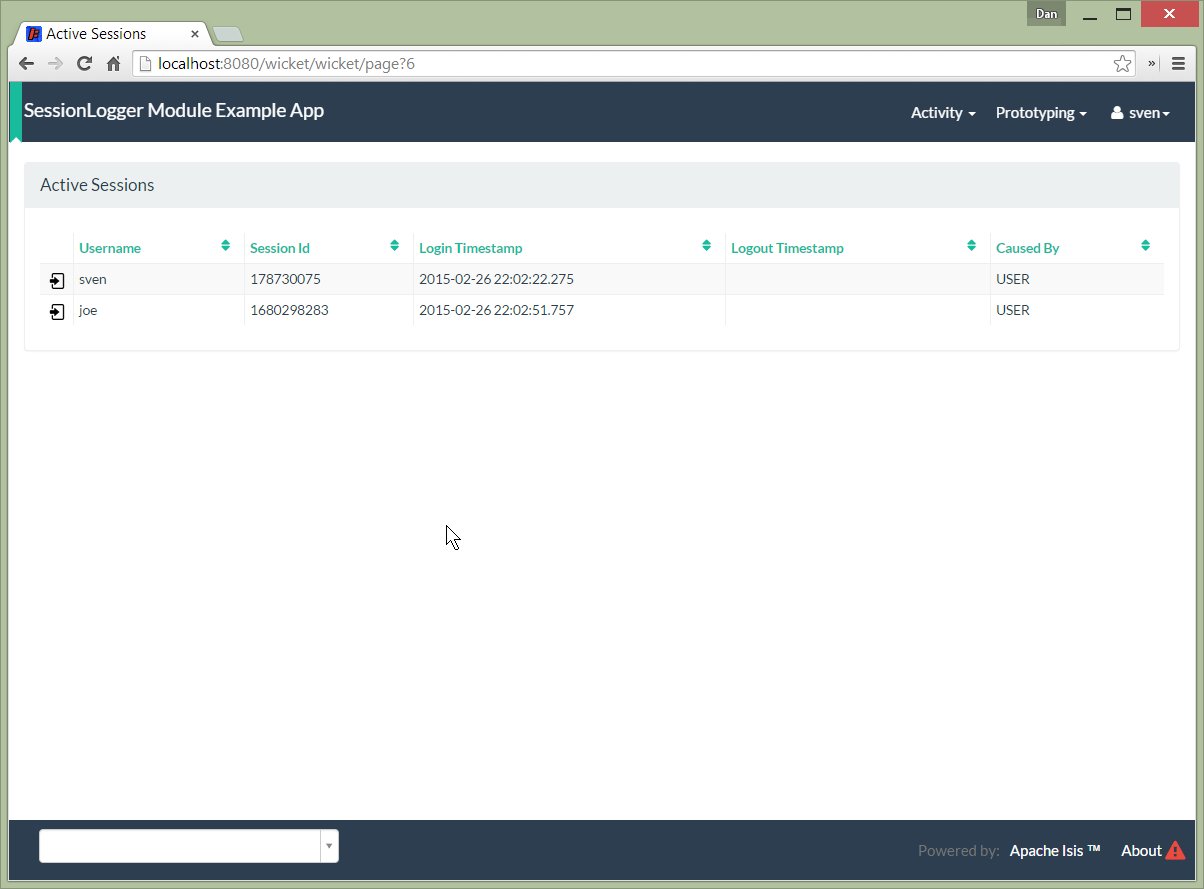 Dan
Active Sessions
localhost:8080/wicket/wicket/page?6
SessionLogger Module Example App Activity Prototyping sven
Active Sessions
Username Session Id Login Timestamp Logout Timestamp Caused By
sven 178730075 2015-02-26 22:02:22.275 USER
joe 1680298283 2015-02-26 22:02:51.757 USER
Powered by: Apache Isis ™ About